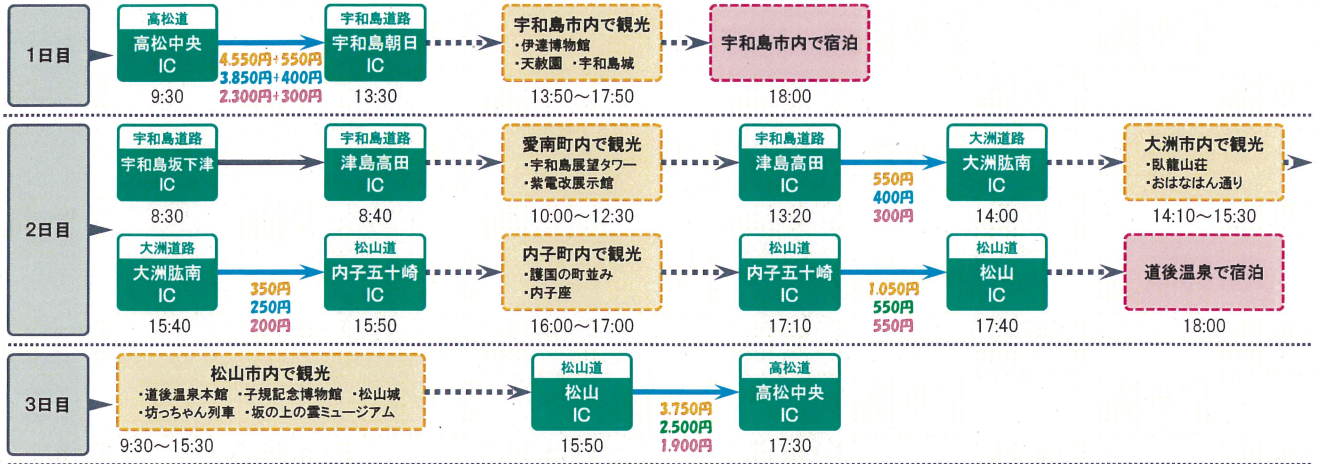 1日目
高松道
高松中央
IC
9:30
4.550円+550円
3.850円+400円
2.300円+300円
宇和島道路
宇和島朝日
IC
13:30
宇和島市内で観光
・伊達博物館
・天赦園 ・宇和島城
13:50～17:50
宇和島市内で宿泊
18:00
2日目
宇和島道路
宇和島坂下津
IC
8:30
宇和島道路
津島高田
IC
8:40
愛南町内で観光
・宇和島展望タワー
・紫電改展示館
10:00～12:30
宇和島道路
津島高田
IC
13:20
550円
400円
300円
大洲道路
大洲肱南
IC
14:00
大洲市内で観光
・臥龍山荘
・おはなはん通り
14:10～15:30
大洲道路
大洲肱南
IC
15:40
350円
250円
200円
松山道
内子五十崎
IC
15:50
内子町内で観光
・護国の町並み
・内子座
16:00～17:00
松山道
内子五十崎
IC
17:10
1.050円
550円
550円
松山道
松山
IC
17:40
道後温泉で宿泊
18:00
3日目
松山市内で観光
・道後温泉本館 ・子規記念博物館 ・松山城
・坊っちゃん列車 ・坂の上の雲ミュージアム
9:30～15:30
松山道
松山
IC
15:50
3.750円
2.500円
1.900円
高松道
高松中央
IC
17:30